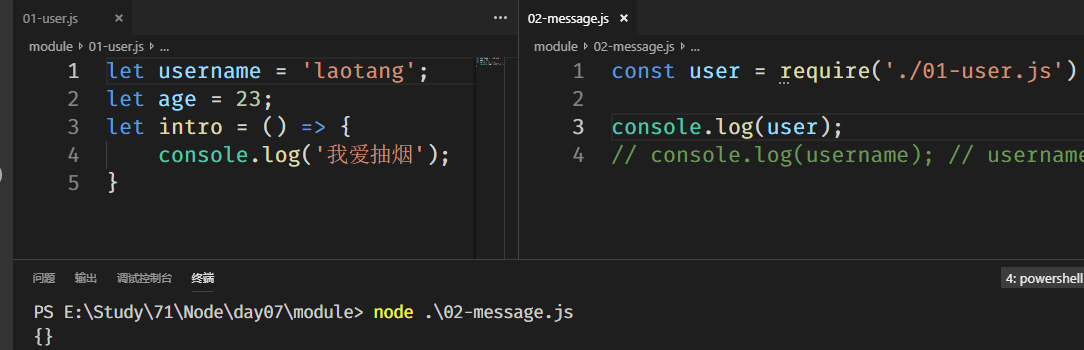 01-user.js × ···
module › 01-user.js › ...
1 let username = 'laotang';
2 let age = 23;
3 let intro = () => {
4     console.log('我爱抽烟');
5 }
02-message.js ×
module › 02-message.js › ...
1 const user = require('./01-user.js')
2
3 console.log(user);
4 // console.log(username); // username
问题 输出 调试控制台 终端 4: powershell
PS E:\Study\71\Node\day07\module> node .\02-message.js
{}